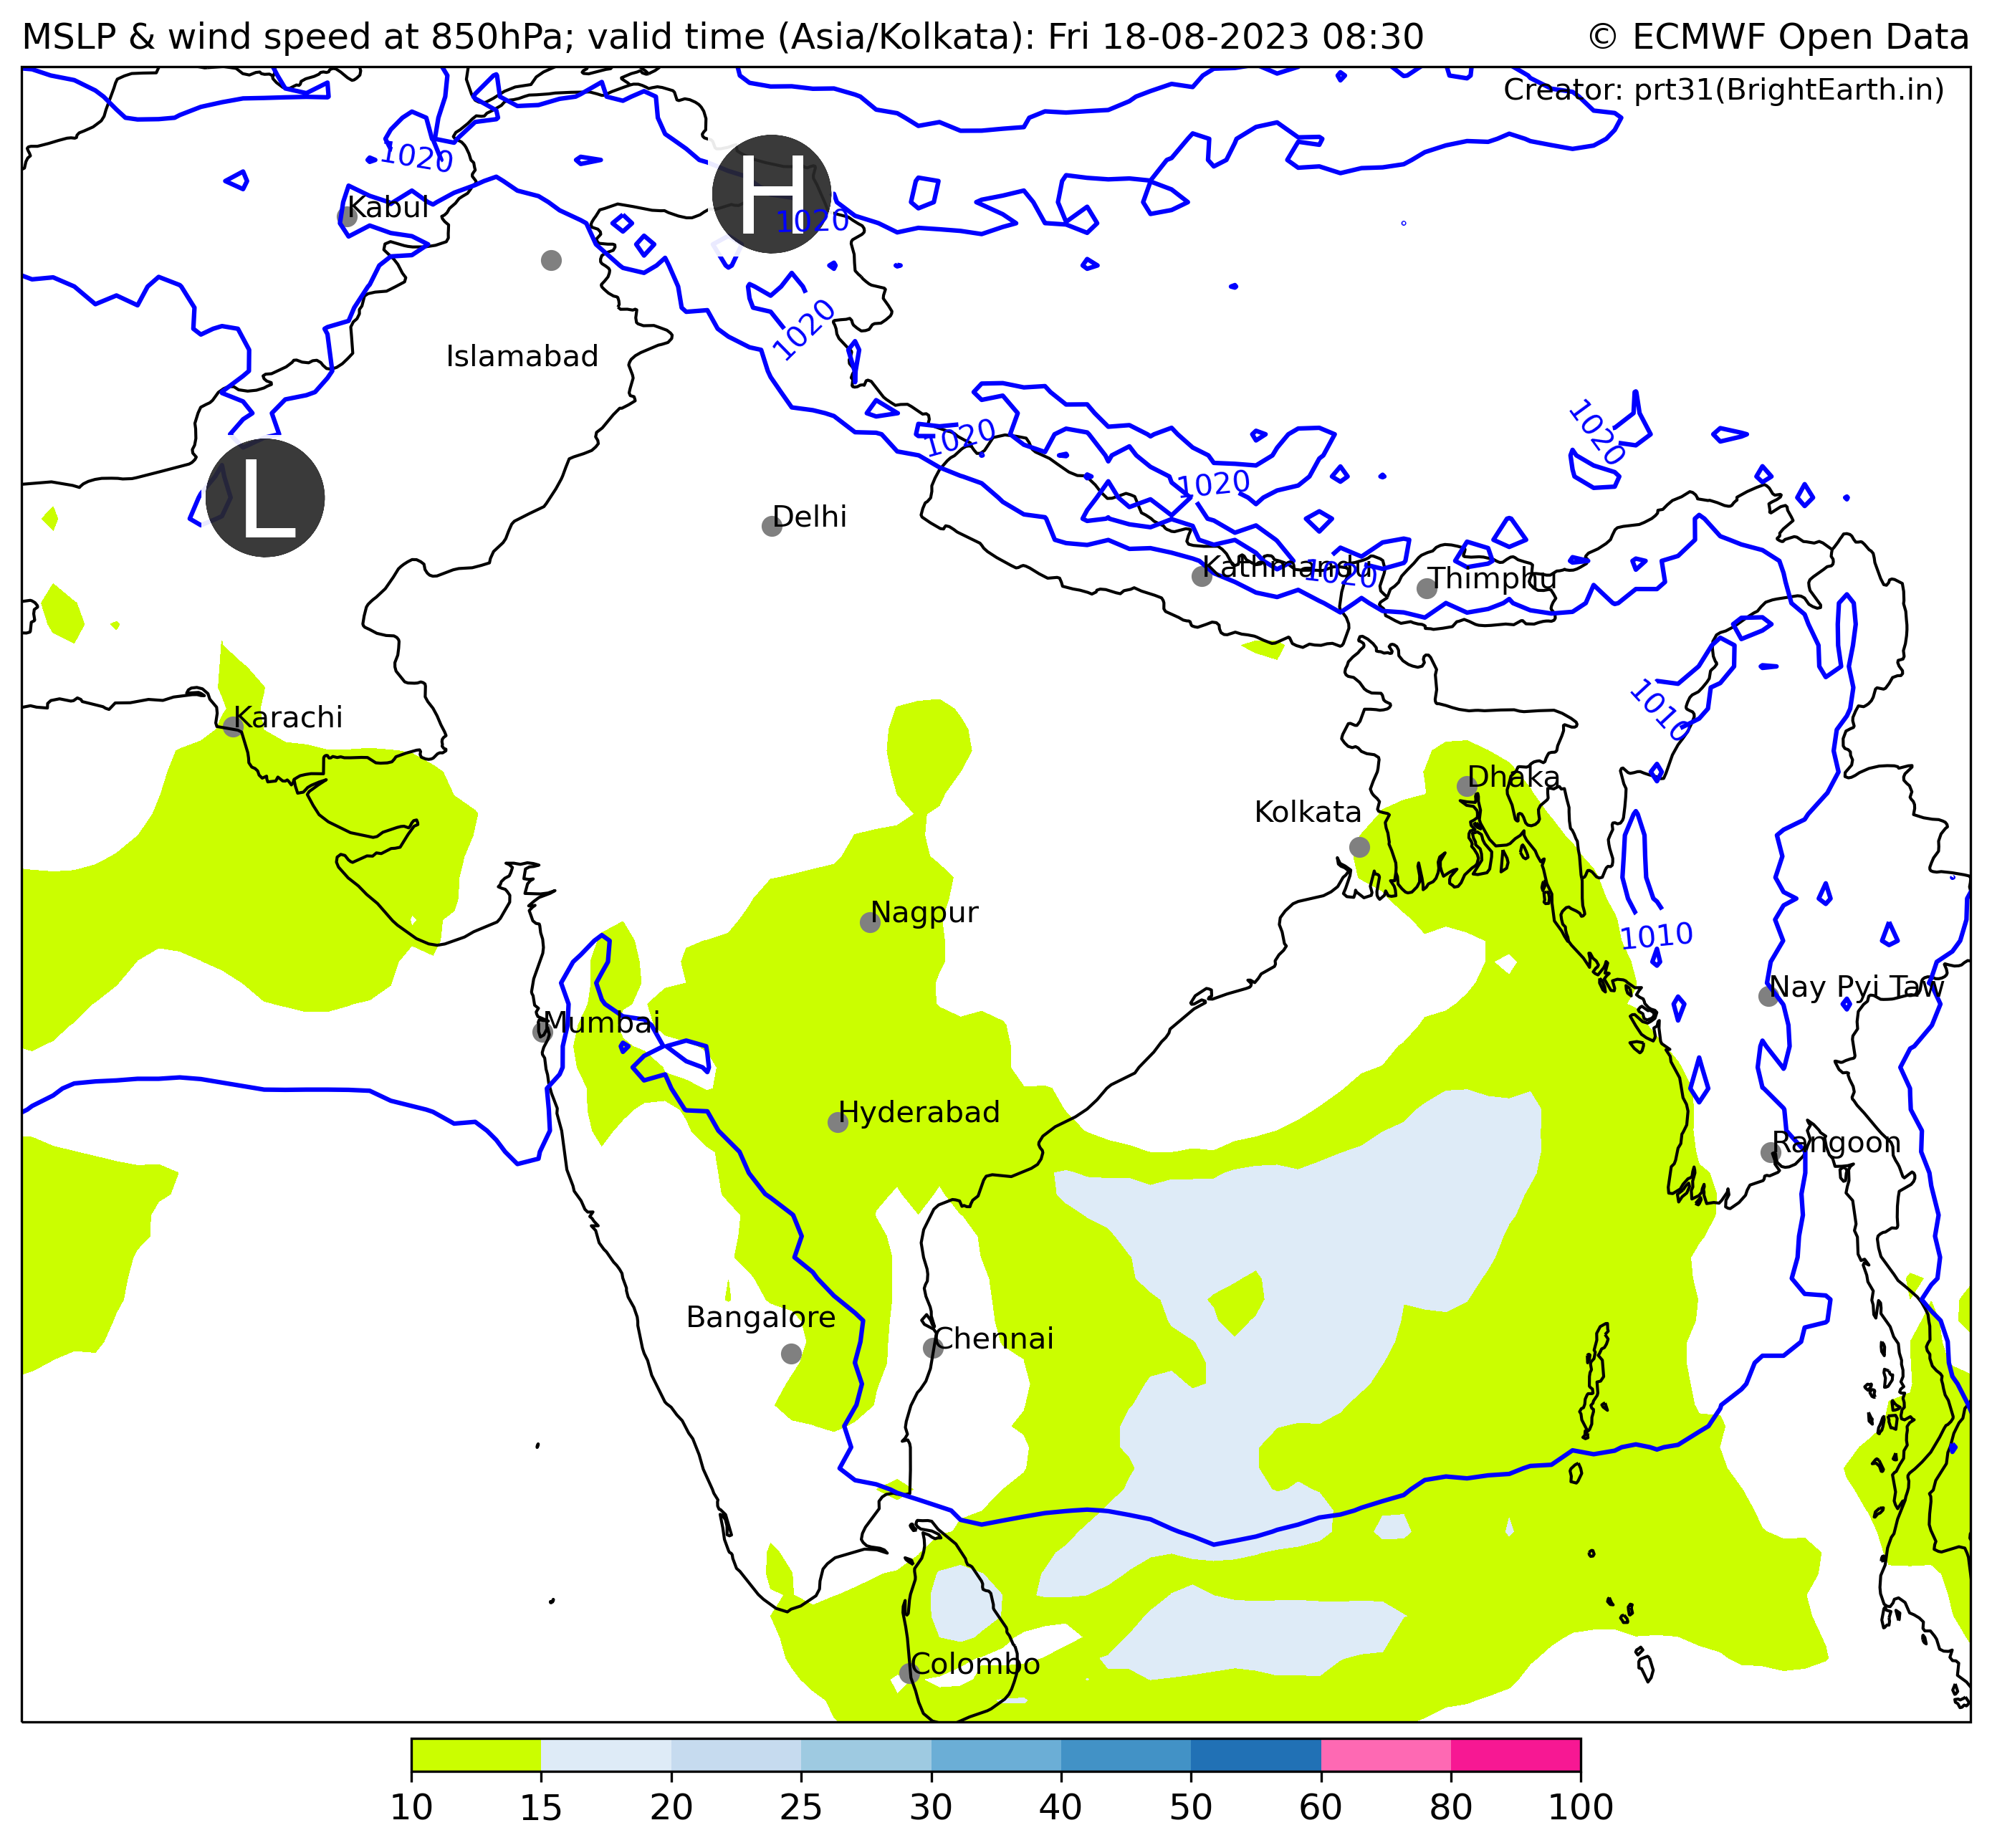 MSLP & wind speed at 850hPa; valid time (Asia/Kolkata): Fri 18-08-2023 08:30
© ECMWF Open Data
Creator: prt31(BrightEarth.in)
1020
H
Kabul
1020
1020
Islamabad
1020
1020
L
1020
Delhi
Kathmandu
1020
Thimphu
1010
Karachi
Dhaka
Kolkata
Nagpur
1010
Nay Pyi Taw
Mumbai
Hyderabad
Rangoon
Bangalore
Chennai
Colombo
10 15 20 25 30 40 50 60 80 100